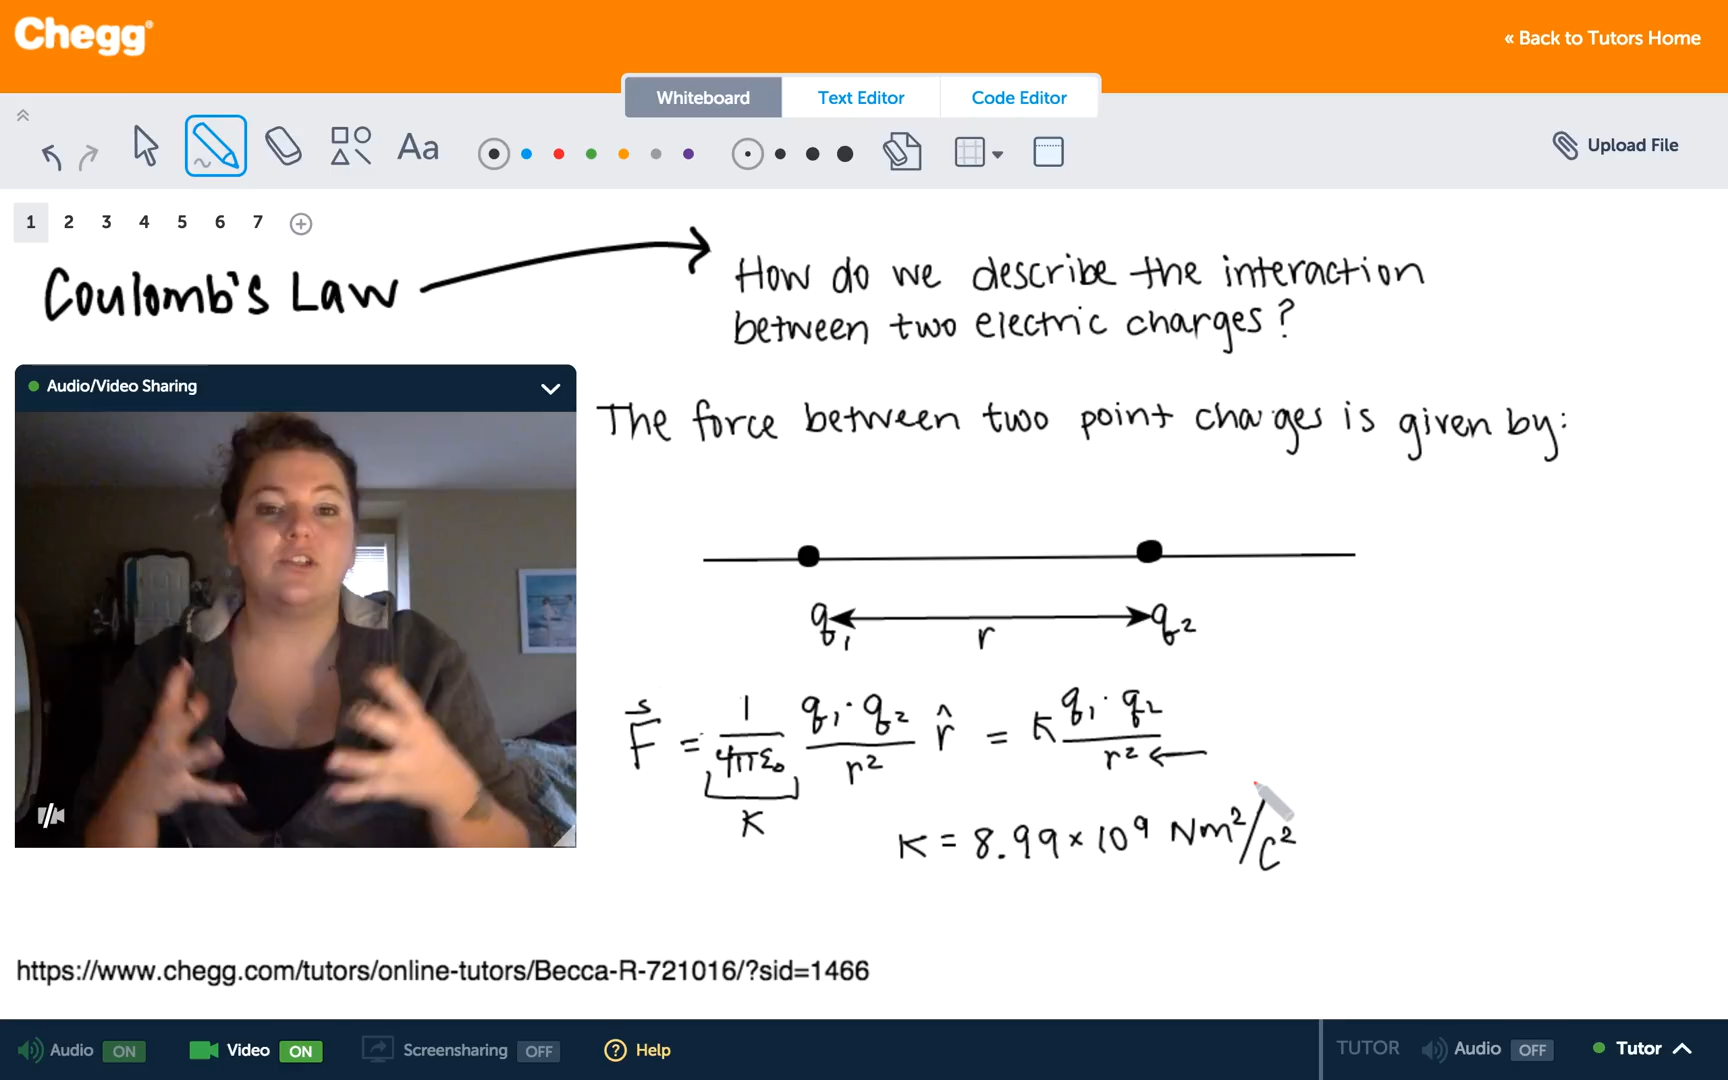 Chegg
« Back to Tutors Home
Whiteboard
Text Editor
Code Editor
Aa
Upload File
1 2 3 4 5 6 7
Coulomb's Law
How do we describe the interaction
between two electric charges?
Audio/Video Sharing
The force between two point charges is given by:
q₁ r q₂
F⃗ = 1/4πε₀ q₁·q₂/r² r̂ = K q₁·q₂/r²
K
K = 8.99 × 10⁹ Nm²/C²
https://www.chegg.com/tutors/online-tutors/Becca-R-721016/?sid=1466
Audio ON
Video ON
Screensharing OFF
Help
TUTOR
Audio OFF
Tutor